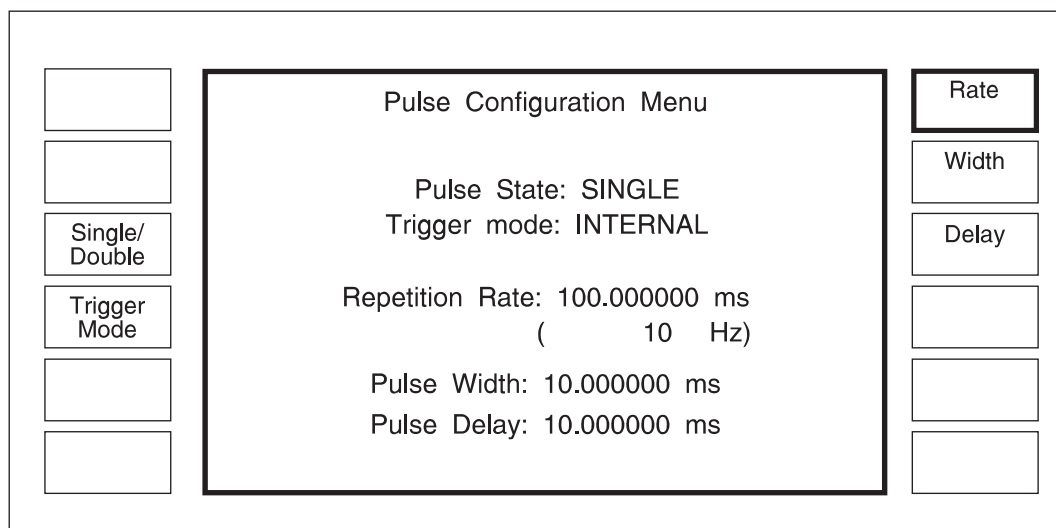 Pulse Configuration Menu
Pulse State: SINGLE
Trigger mode: INTERNAL
Repetition Rate: 100.000000 ms
( 10 Hz)
Pulse Width: 10.000000 ms
Pulse Delay: 10.000000 ms
Single/
Double
Trigger
Mode
Rate
Width
Delay